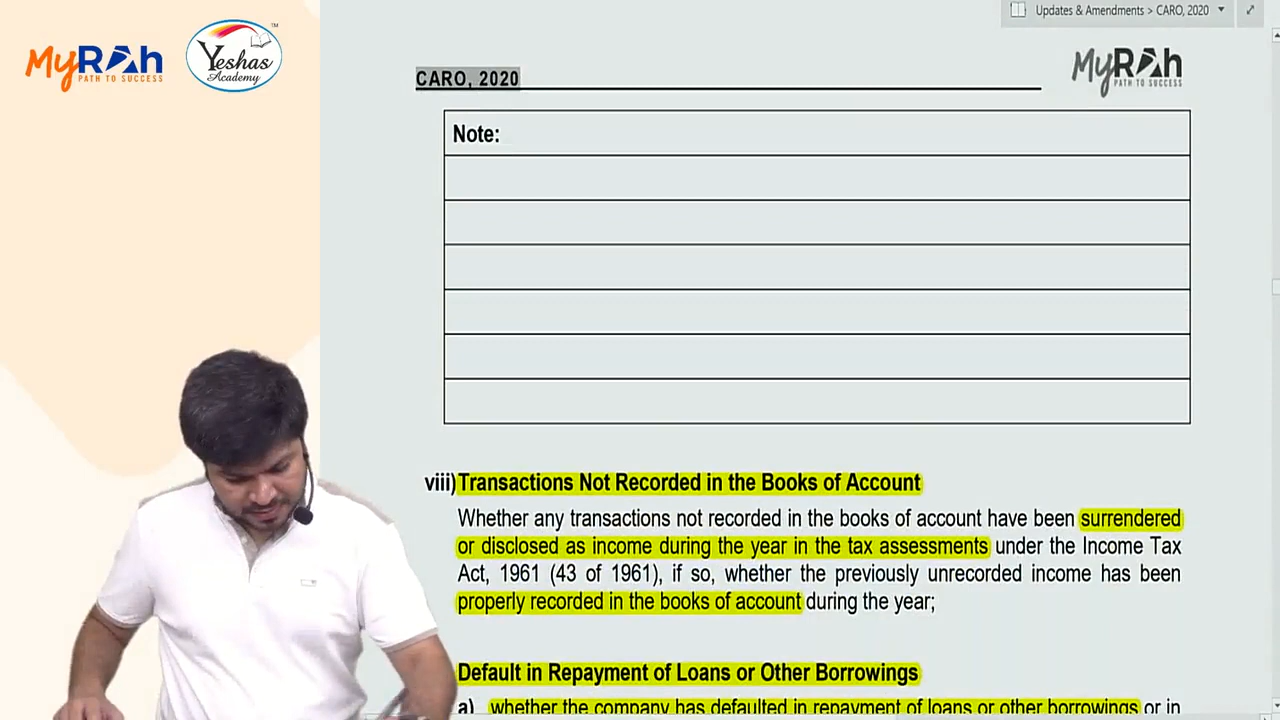 MyRah
PATH TO SUCCESS
Yeshas
Academy
TM
Updates & Amendments > CARO, 2020
CARO, 2020
MyRah
PATH TO SUCCESS
Note:
viii) Transactions Not Recorded in the Books of Account
Whether any transactions not recorded in the books of account have been surrendered
or disclosed as income during the year in the tax assessments under the Income Tax
Act, 1961 (43 of 1961), if so, whether the previously unrecorded income has been
properly recorded in the books of account during the year;
Default in Repayment of Loans or Other Borrowings
a) whether the company has defaulted in repayment of loans or other borrowings or in